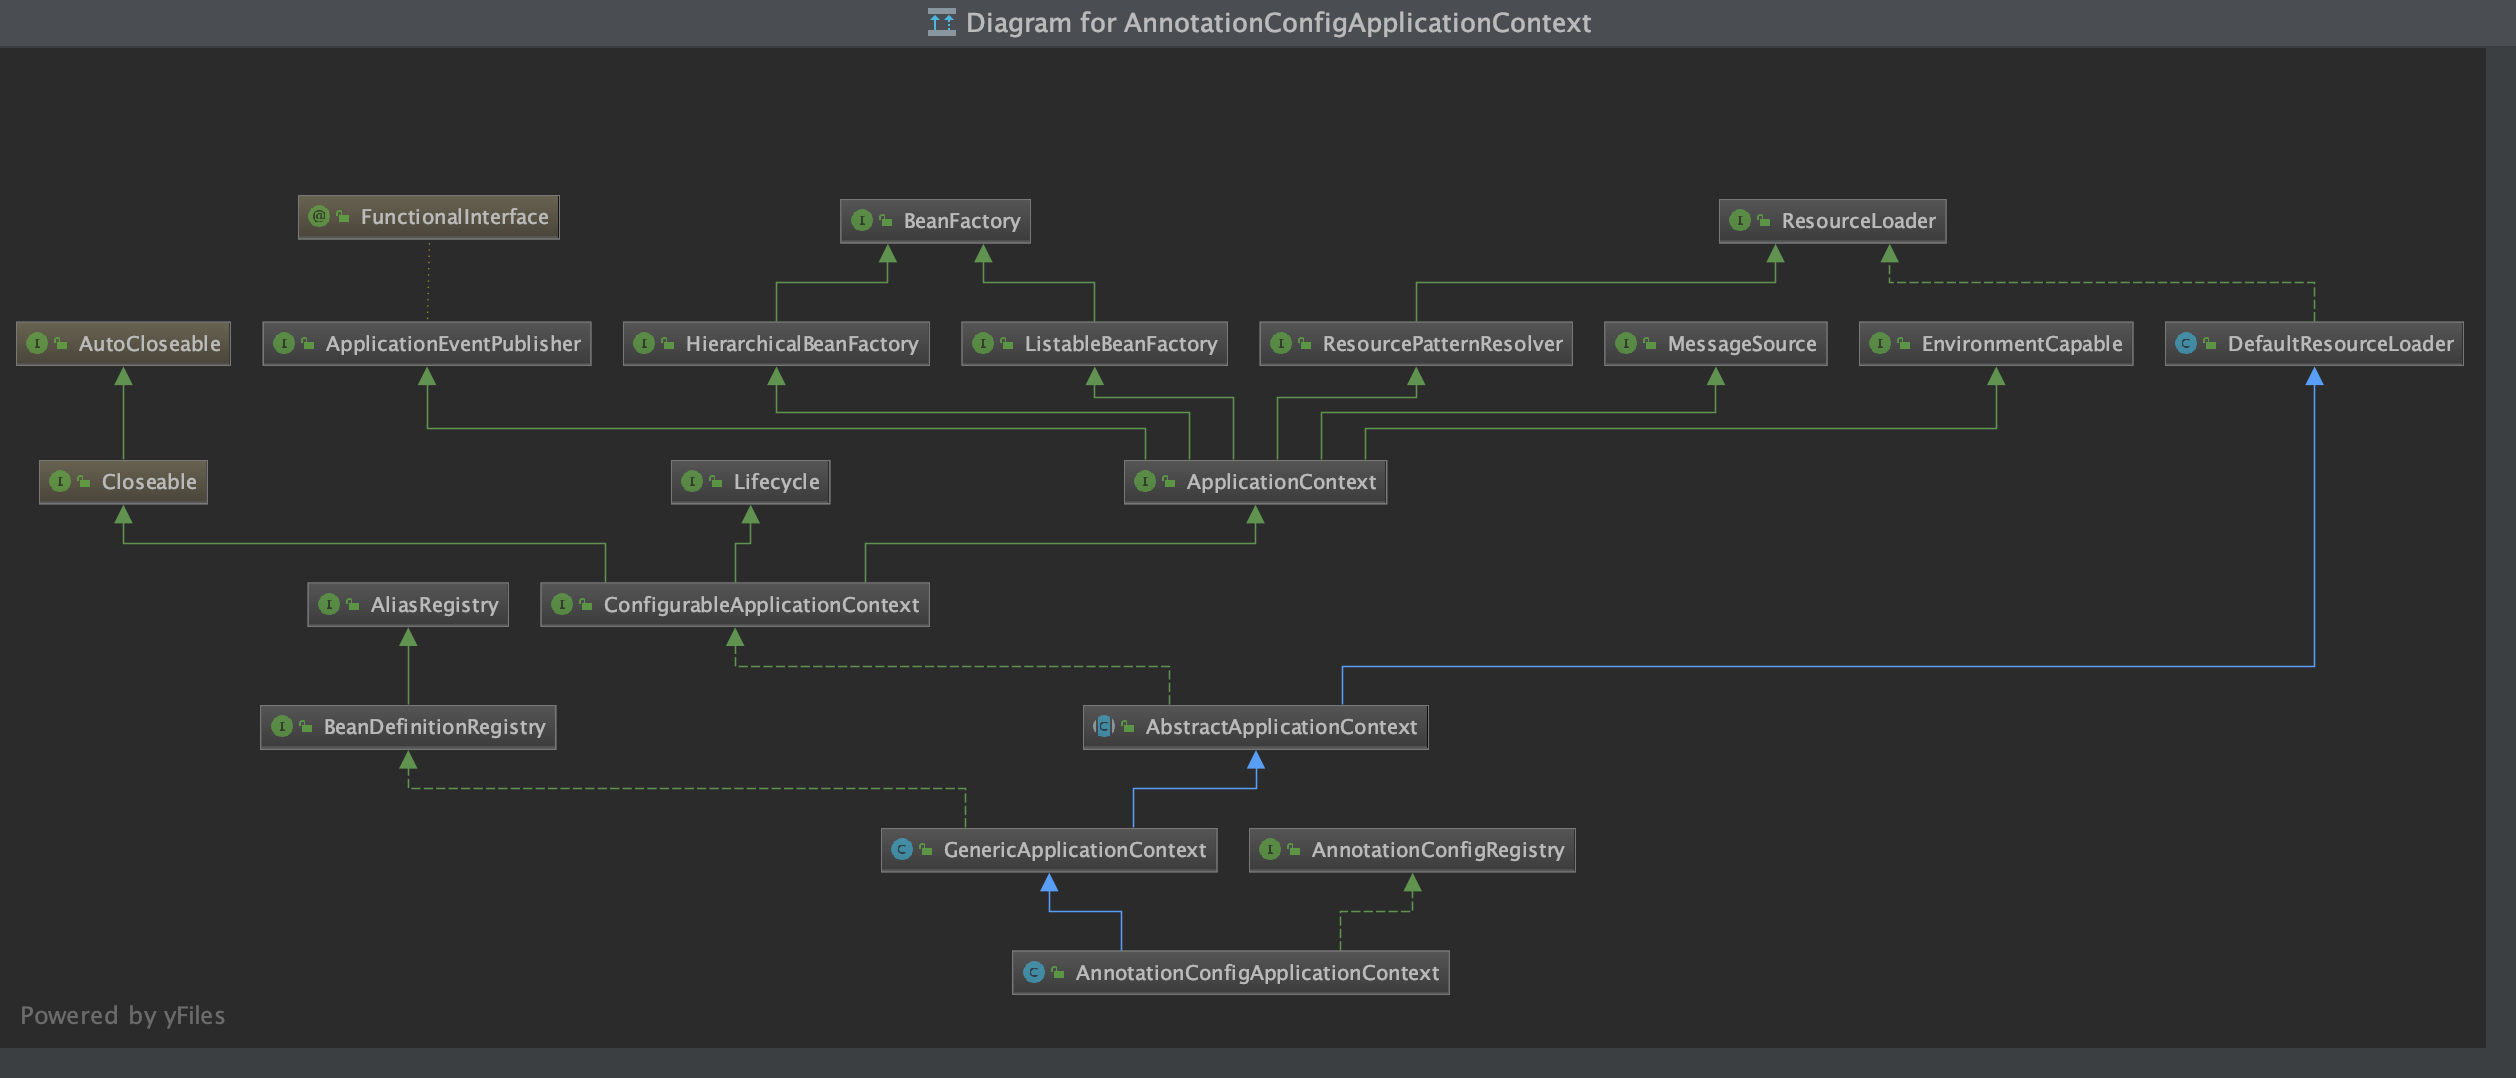 Diagram for AnnotationConfigApplicationContext
FunctionalInterface
BeanFactory
ResourceLoader
AutoCloseable
ApplicationEventPublisher
HierarchicalBeanFactory
ListableBeanFactory
ResourcePatternResolver
MessageSource
EnvironmentCapable
DefaultResourceLoader
Closeable
Lifecycle
ApplicationContext
AliasRegistry
ConfigurableApplicationContext
BeanDefinitionRegistry
AbstractApplicationContext
GenericApplicationContext
AnnotationConfigRegistry
AnnotationConfigApplicationContext
Powered by yFiles